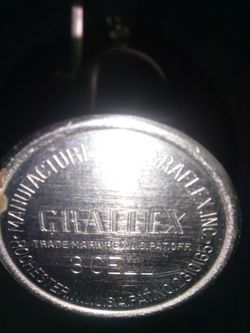 MANUFACTURE GRAFLEX, INC.
GRAFLEX
TRADE MARK REG. U.S. PAT. OFF.
3 CELL
ROCHESTER